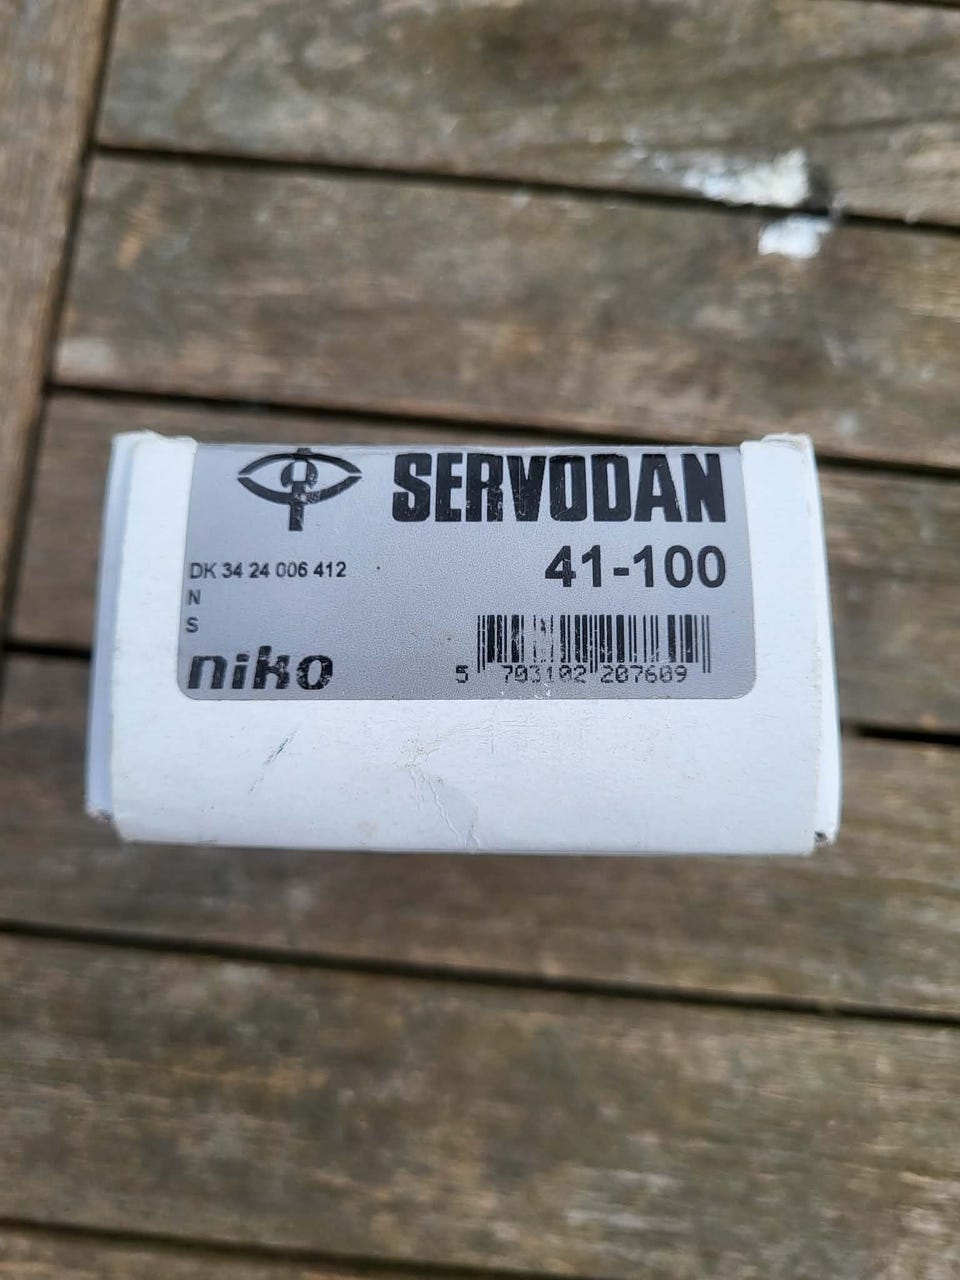 SERVODAN
41-100
DK 34 24 006 412
N
S
niko
5 703102 207609